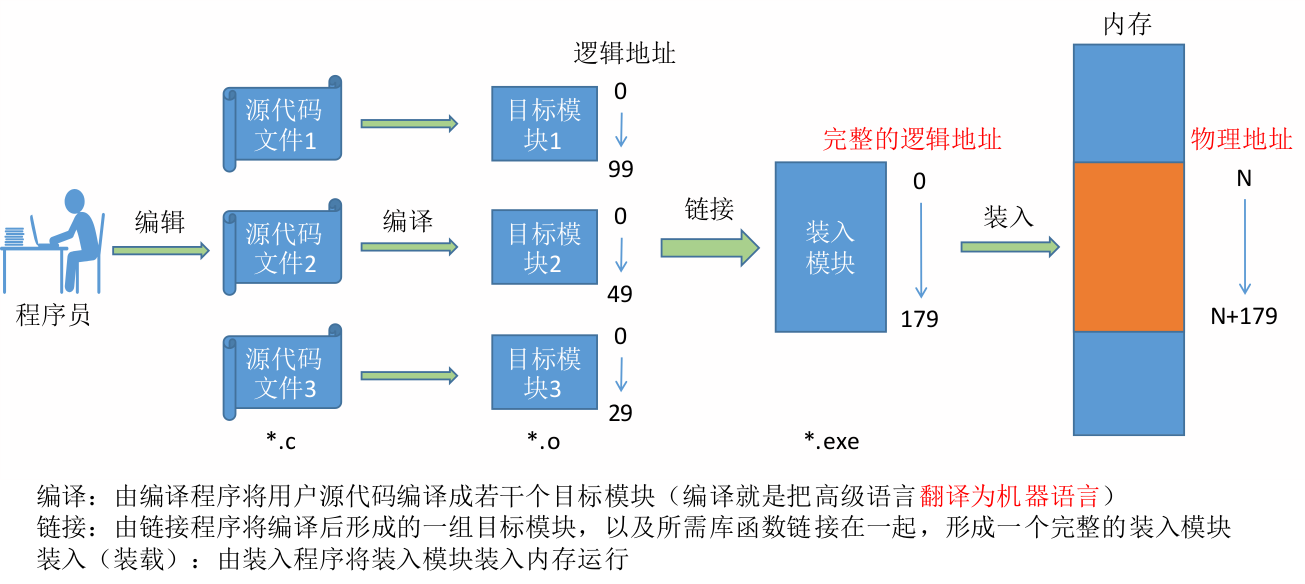 内存
逻辑地址
源代码
文件1
目标模
块1
0
99
完整的逻辑地址
物理地址
程序员
编辑
源代码
文件2
编译
目标模
块2
0
49
链接
装入
模块
0
179
装入
N
N+179
源代码
文件3
目标模
块3
0
29
*.c
*.o
*.exe
编译：由编译程序将用户源代码编译成若干个目标模块（编译就是把高级语言翻译为机器语言）
链接：由链接程序将编译后形成的一组目标模块，以及所需库函数链接在一起，形成一个完整的装入模块
装入（装载）：由装入程序将装入模块装入内存运行